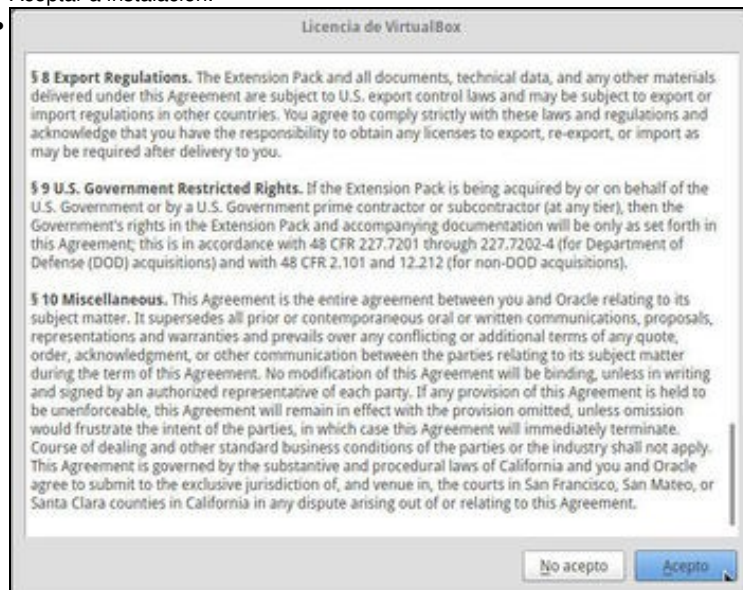 Aceptar a instalación.
Licencia de VirtualBox
§ 8 Export Regulations. The Extension Pack and all documents, technical data, and any other materials
delivered under this Agreement are subject to U.S. export control laws and may be subject to export or
import regulations in other countries. You agree to comply strictly with these laws and regulations and
acknowledge that you have the responsibility to obtain any licenses to export, re-export, or import as
may be required after delivery to you.
§ 9 U.S. Government Restricted Rights. If the Extension Pack is being acquired by or on behalf of the
U.S. Government or by a U.S. Government prime contractor or subcontractor (at any tier), then the
Government's rights in the Extension Pack and accompanying documentation will be only as set forth in
this Agreement; this is in accordance with 48 CFR 227.7201 through 227.7202-4 (for Department of
Defense (DOD) acquisitions) and with 48 CFR 2.101 and 12.212 (for non-DOD acquisitions).
§ 10 Miscellaneous. This Agreement is the entire agreement between you and Oracle relating to its
subject matter. It supersedes all prior or contemporaneous oral or written communications, proposals,
representations and warranties and prevails over any conflicting or additional terms of any quote,
order, acknowledgment, or other communication between the parties relating to its subject matter
during the term of this Agreement. No modification of this Agreement will be binding, unless in writing
and signed by an authorized representative of each party. If any provision of this Agreement is held to
be unenforceable, this Agreement will remain in effect with the provision omitted, unless omission
would frustrate the intent of the parties, in which case this Agreement will immediately terminate.
Course of dealing and other standard business conditions of the parties or the industry shall not apply.
This Agreement is governed by the substantive and procedural laws of California and you and Oracle
agree to submit to the exclusive jurisdiction of, and venue in, the courts in San Francisco, San Mateo, or
Santa Clara counties in California in any dispute arising out of or relating to this Agreement.
No acepto
Acepto